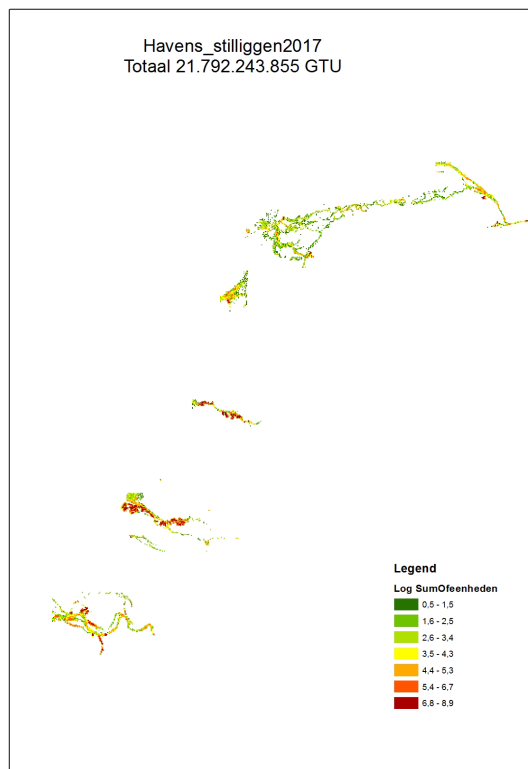 Havens_stilliggen2017
Totaal 21.792.243.855 GTU
Legend
Log SumOfeenheden
0,5 - 1,5
1,6 - 2,5
2,6 - 3,4
3,5 - 4,3
4,4 - 5,3
5,4 - 6,7
6,8 - 8,9